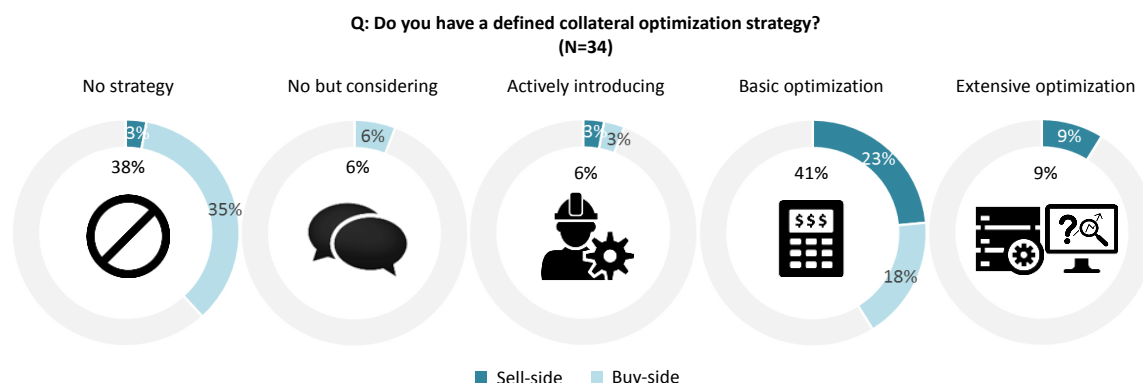 Q: Do you have a defined collateral optimization strategy?
(N=34)
No strategy
No but considering
Actively introducing
Basic optimization
Extensive optimization
3%
38%
35%
6%
6%
3%
3%
6%
23%
41%
$$$
18%
9%
9%
?
Sell-side
Buy-side